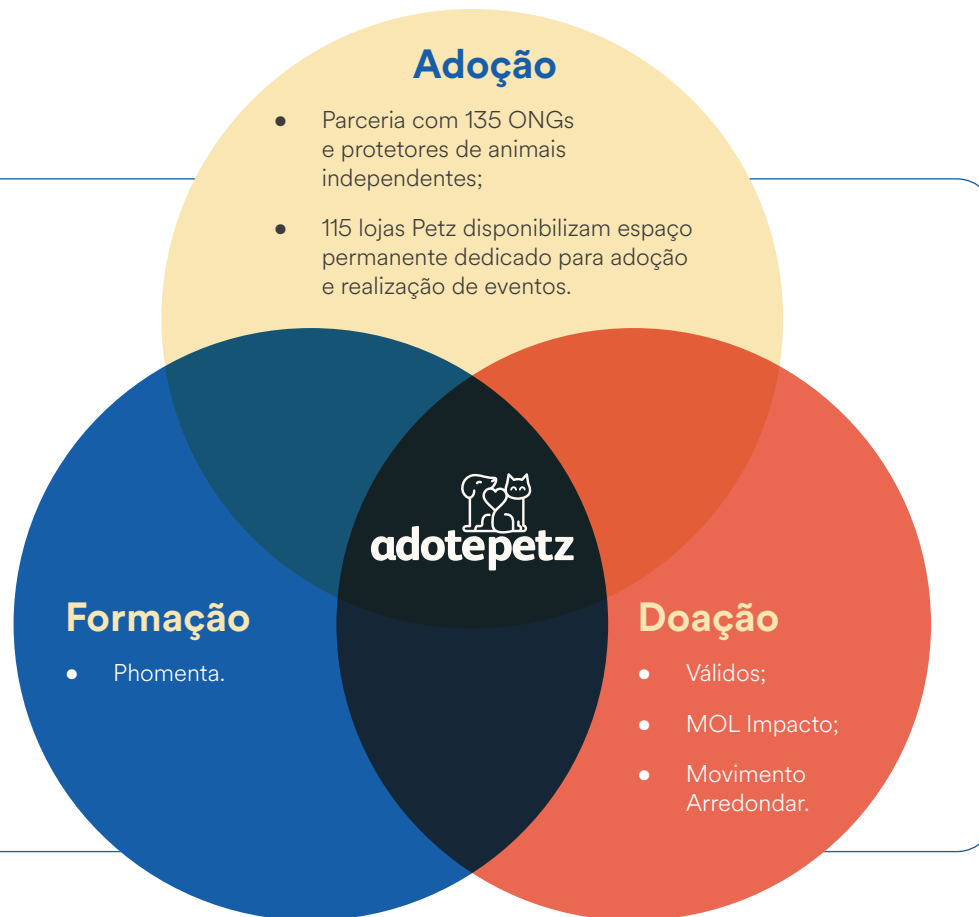 Adoção
● Parceria com 135 ONGs
e protetores de animais
independentes;
● 115 lojas Petz disponibilizam espaço
permanente dedicado para adoção
e realização de eventos.
adotepetz
Formação
● Phomenta.
Doação
● Válidos;
● MOL Impacto;
● Movimento
Arredondar.